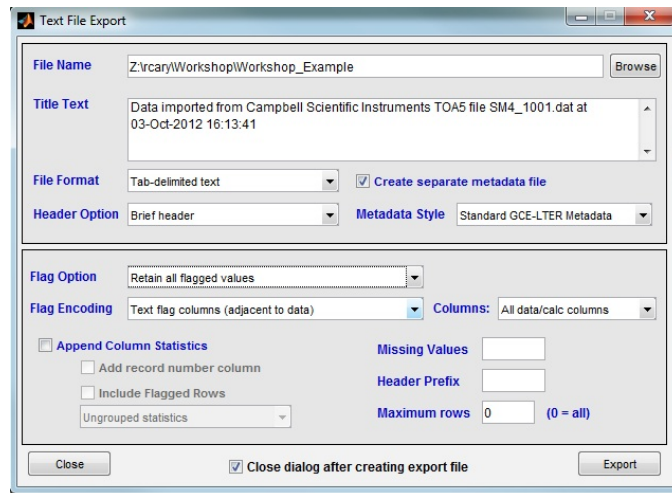 Text File Export
File Name Z:\rcary\Workshop\Workshop_Example Browse
Title Text Data imported from Campbell Scientific Instruments TOA5 file SM4_1001.dat at
03-Oct-2012 16:13:41
File Format Tab-delimited text Create separate metadata file
Header Option Brief header Metadata Style Standard GCE-LTER Metadata
Flag Option Retain all flagged values
Flag Encoding Text flag columns (adjacent to data) Columns: All data/calc columns
Append Column Statistics Missing Values
Add record number column
Header Prefix
Include Flagged Rows
Ungrouped statistics Maximum rows 0 (0 = all)
Close Close dialog after creating export file Export